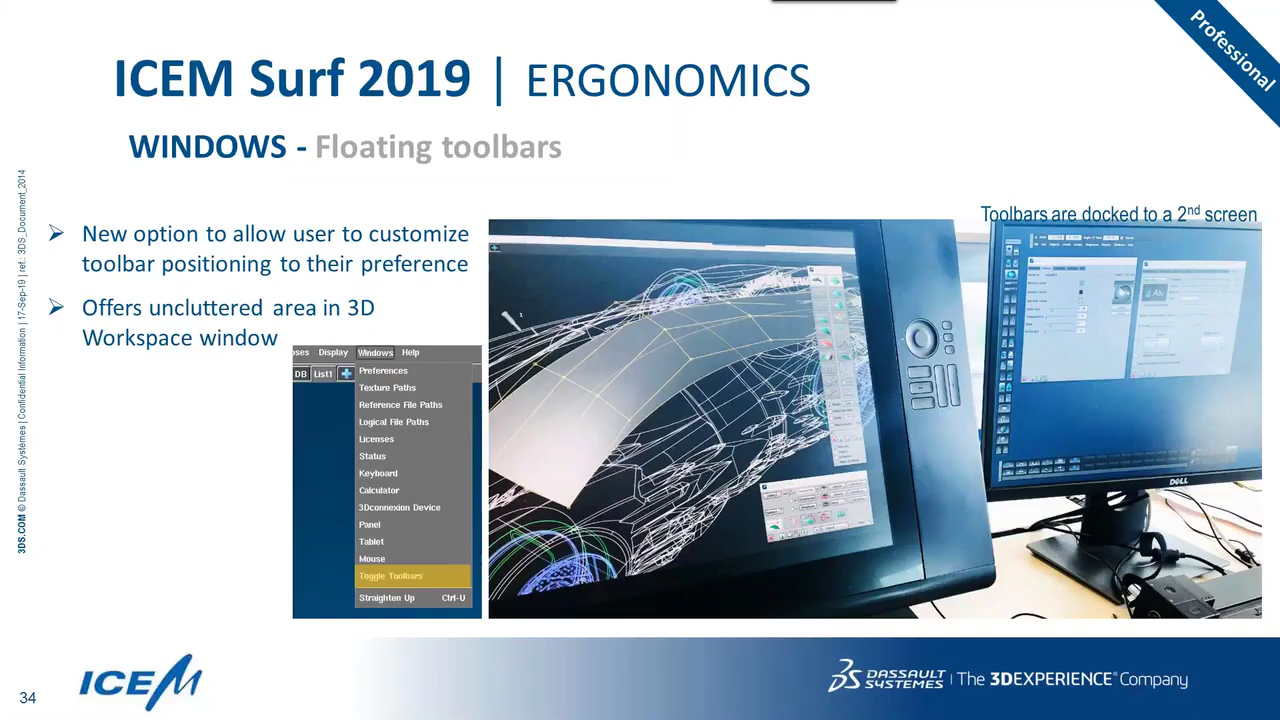 Professional
ICEM Surf 2019 | ERGONOMICS
WINDOWS - Floating toolbars
3DS.COM © Dassault Systèmes | Confidential Information | 17-Sep-19 | ref.: 3DS_Document_2014
➢ New option to allow user to customize
toolbar positioning to their preference
➢ Offers uncluttered area in 3D
Workspace window
Toolbars are docked to a 2nd screen
Display Windows Help
DB List1
Preferences
Texture Paths
Reference File Paths
Logical File Paths
Licenses
Status
Keyboard
Calculator
3Dconnexion Device
Panel
Tablet
Mouse
Toggle Toolbars
Straighten Up Ctrl-U
DELL
34
ICEM
DASSAULT
SYSTEMES | The 3DEXPERIENCE® Company